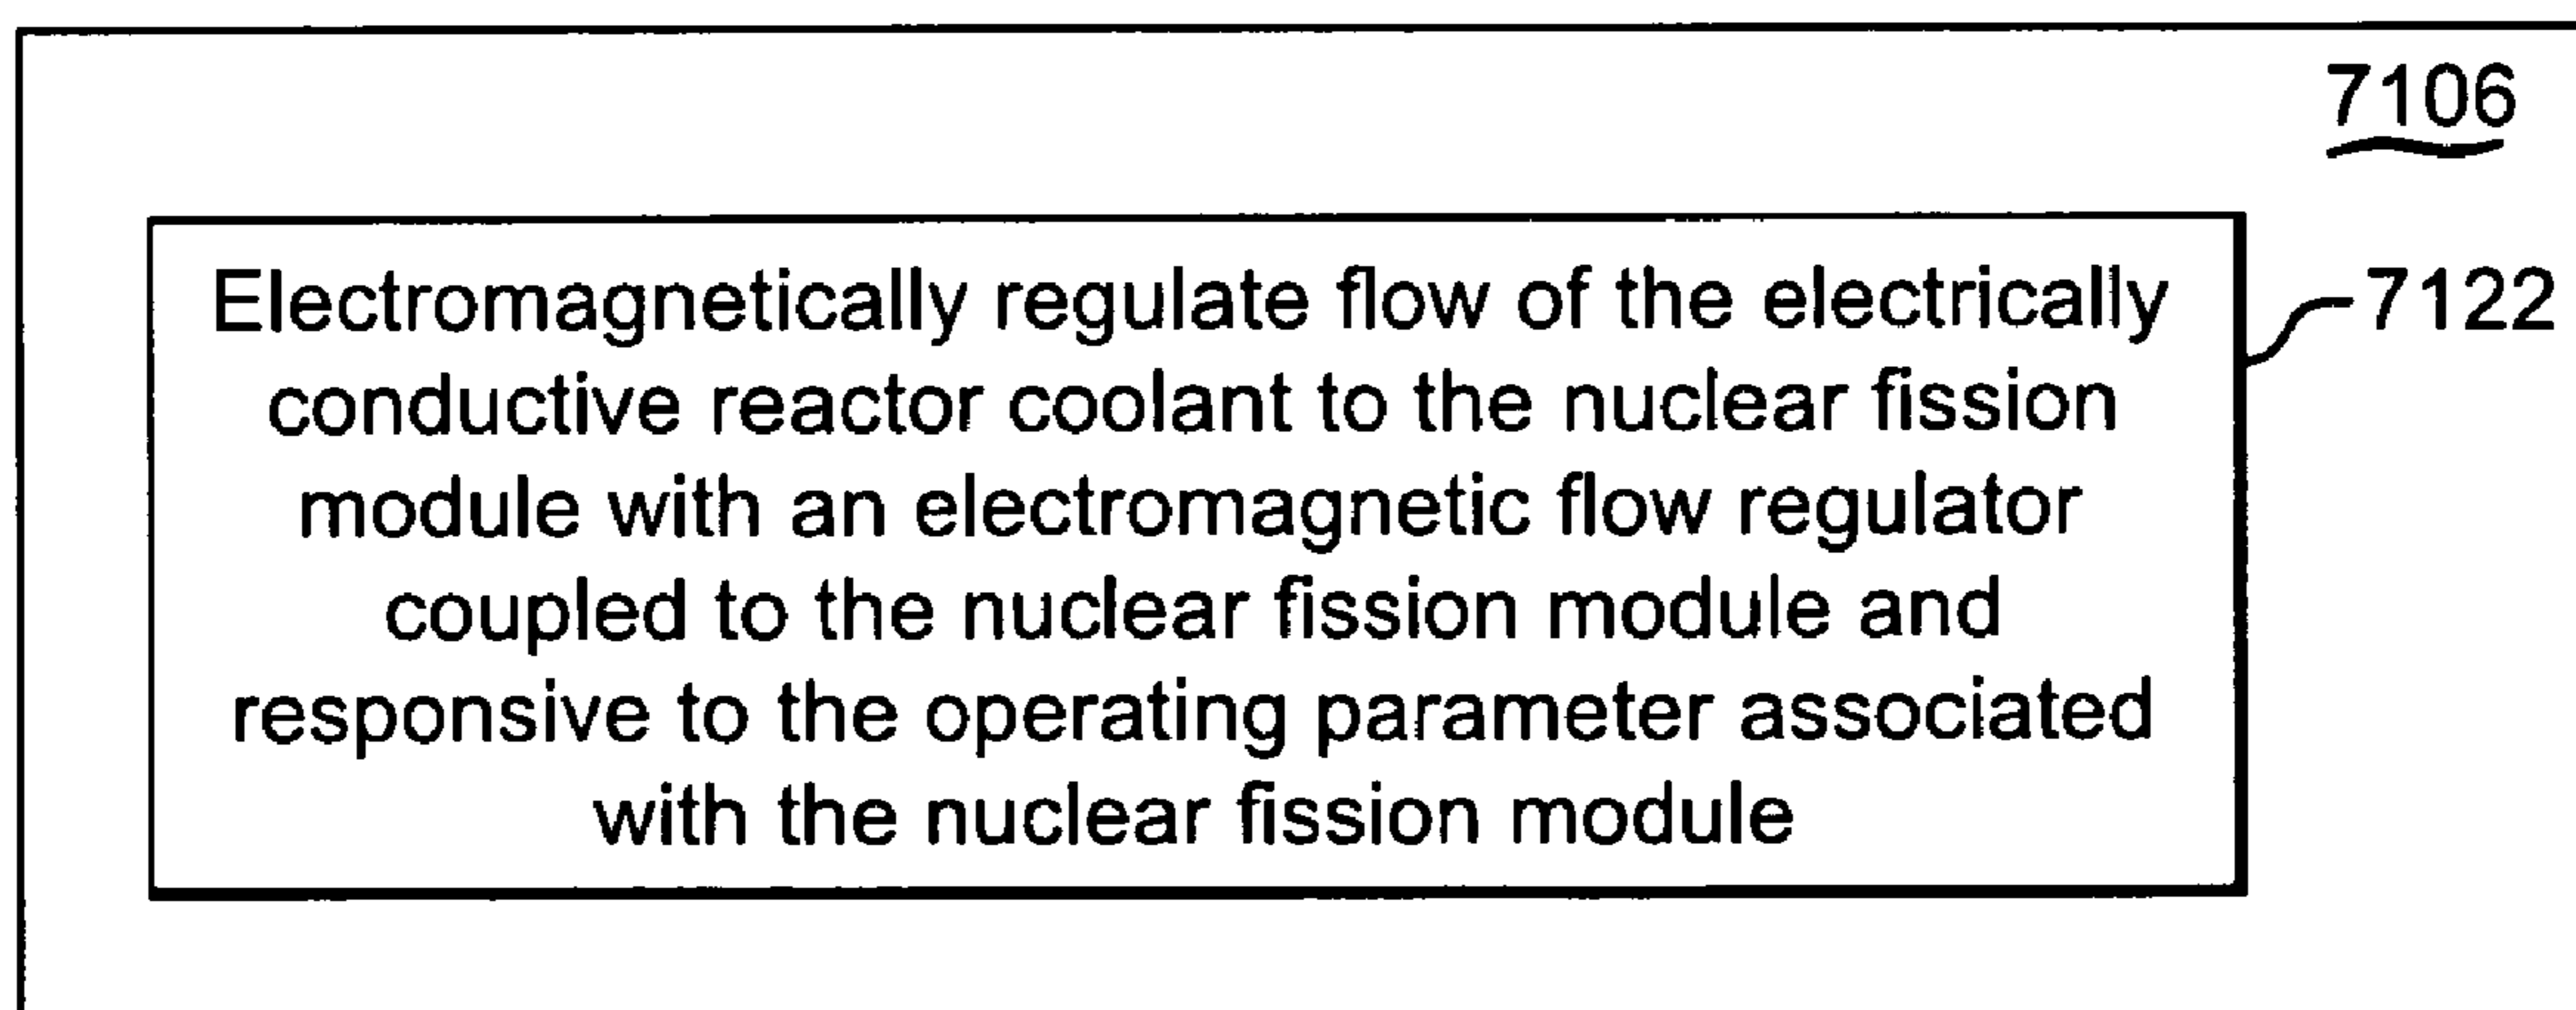 7106
Electromagnetically regulate flow of the electrically
7122
conductive reactor coolant to the nuclear fission
module with an electromagnetic flow regulator
coupled to the nuclear fission module and
responsive to the operating parameter associated
with the nuclear fission module